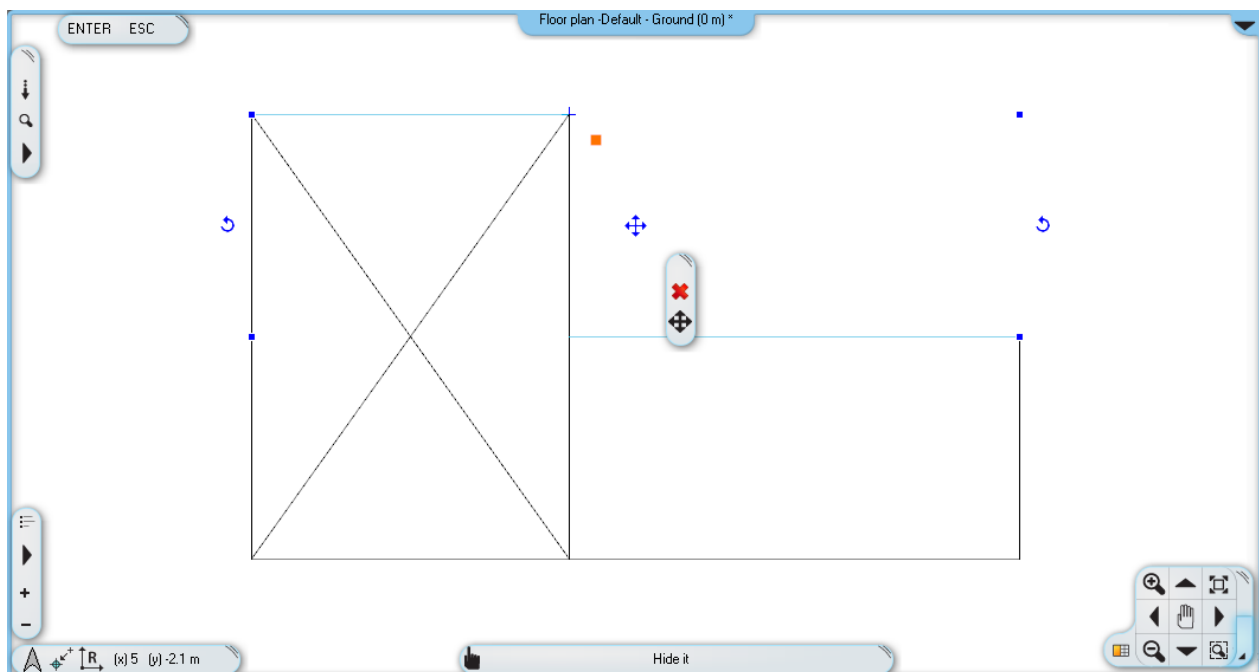 Floor plan -Default - Ground (0 m) *
ENTER ESC
R (x) 5 (y) -2.1 m
Hide it